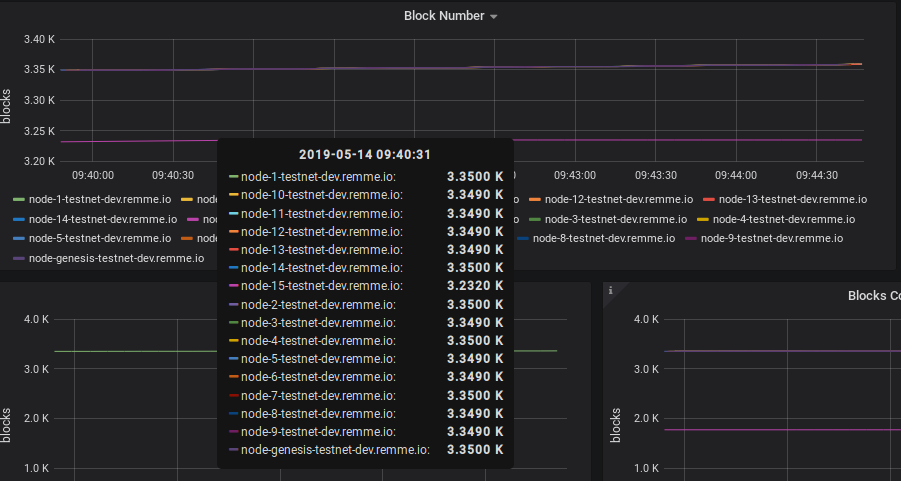 Block Number
3.40 K
3.35 K
3.30 K
3.25 K
3.20 K
blocks
09:40:00 09:40:30 09:43:00 09:43:30 09:44:00 09:44:30
node-1-testnet-dev.remme.io node-12-testnet-dev.remme.io node-13-testnet-dev.remme.io
node-14-testnet-dev.remme.io node-3-testnet-dev.remme.io node-4-testnet-dev.remme.io
node-5-testnet-dev.remme.io node-8-testnet-dev.remme.io node-9-testnet-dev.remme.io
node-genesis-testnet-dev.remme.io
2019-05-14 09:40:31
node-1-testnet-dev.remme.io: 3.3500 K
node-10-testnet-dev.remme.io: 3.3490 K
node-11-testnet-dev.remme.io: 3.3490 K
node-12-testnet-dev.remme.io: 3.3490 K
node-13-testnet-dev.remme.io: 3.3490 K
node-14-testnet-dev.remme.io: 3.3500 K
node-15-testnet-dev.remme.io: 3.2320 K
node-2-testnet-dev.remme.io: 3.3500 K
node-3-testnet-dev.remme.io: 3.3490 K
node-4-testnet-dev.remme.io: 3.3500 K
node-5-testnet-dev.remme.io: 3.3490 K
node-6-testnet-dev.remme.io: 3.3490 K
node-7-testnet-dev.remme.io: 3.3500 K
node-8-testnet-dev.remme.io: 3.3490 K
node-9-testnet-dev.remme.io: 3.3490 K
node-genesis-testnet-dev.remme.io: 3.3500 K
4.0 K
3.0 K
2.0 K
1.0 K
blocks
i
Blocks
4.0 K
3.0 K
2.0 K
1.0 K
blocks